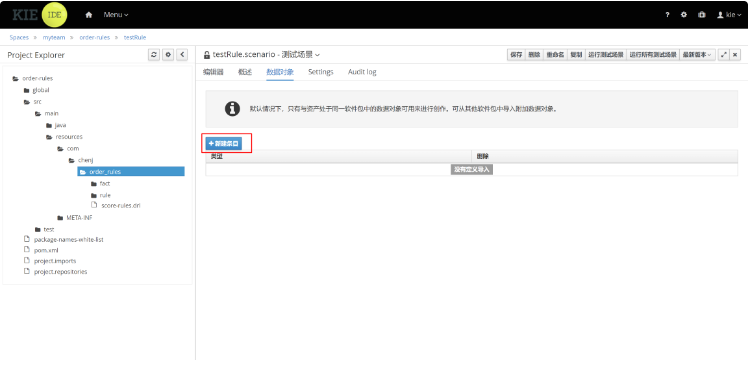 KIE IDE Menu ? kie
Spaces » myteam » order-rules » testRule
Project Explorer
testRule.scenario - 测试场景
保存 删除 重命名 复制 运行测试场景 运行所有测试场景 最新版本
编辑器 概述 数据对象 Settings Audit log
order-rules
global
src
main
java
resources
com
chenj
order_rules
fact
rule
score-rules.drl
META-INF
test
package-names-white-list
pom.xml
project.imports
project.repositories
默认情况下，只有与资产处于同一软件包中的数据对象可用来进行创作。可从其他软件包中导入附加数据对象。
+新建条目
类型 删除
没有定义导入